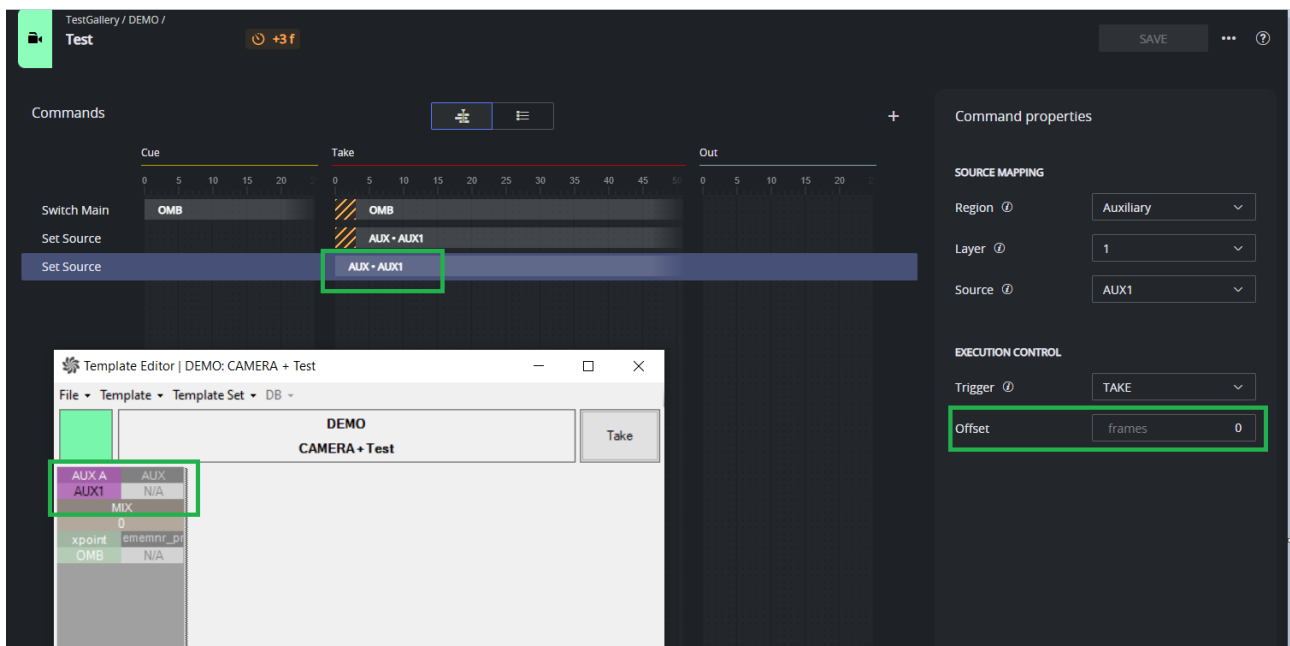 TestGallery / DEMO /
Test
+3 f
SAVE
Commands
Command properties
Cue
Take
Out
0 5 10 15 20
0 5 10 15 20 25 30 35 40 45 50
0 5 10 15 20
SOURCE MAPPING
Switch Main OMB OMB
Region Auxiliary
Set Source AUX • AUX1
Layer 1
Set Source AUX • AUX1
Source AUX1
EXECUTION CONTROL
Trigger TAKE
Offset frames 0
Template Editor | DEMO: CAMERA + Test
File Template Template Set DB
DEMO
CAMERA + Test
Take
AUX A AUX
AUX1 N/A
MIX
0
xpoint ememnr_pr
OMB N/A